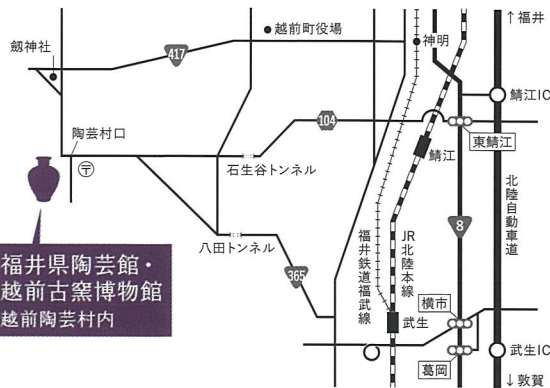 ↑福井
越前町役場
神明
劔神社
417
鯖江IC
陶芸村口
104
東鯖江
鯖江
〒
石生谷トンネル
北陸自動車道
8
福井鉄道福武線
JR北陸本線
八田トンネル
365
福井県陶芸館・
越前古窯博物館
越前陶芸村内
横市
武生
武生IC
葛岡
↓敦賀